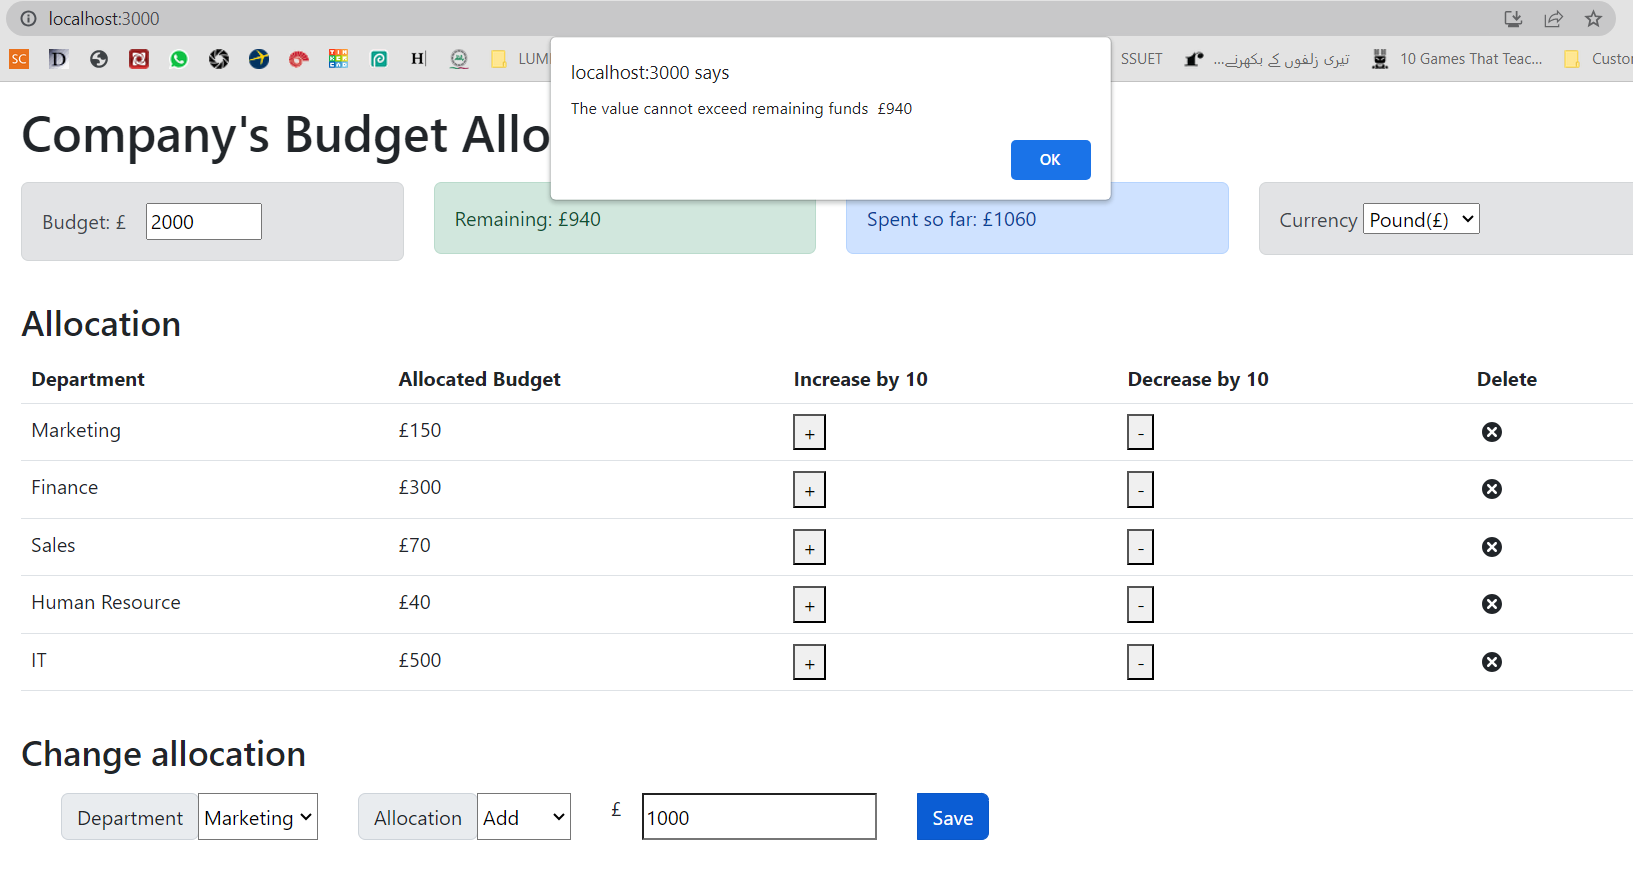 localhost:3000
SC D H LUM SSUET تیری زلفوں کے بکھرنے... 10 Games That Teac... Custo
localhost:3000 says
The value cannot exceed remaining funds £940
OK
Company's Budget Allo
Budget: £ 2000
Remaining: £940
Spent so far: £1060
Currency Pound(£)
Allocation
Department Allocated Budget Increase by 10 Decrease by 10 Delete
Marketing £150 + -
Finance £300 + -
Sales £70 + -
Human Resource £40 + -
IT £500 + -
Change allocation
Department Marketing Allocation Add £ 1000 Save